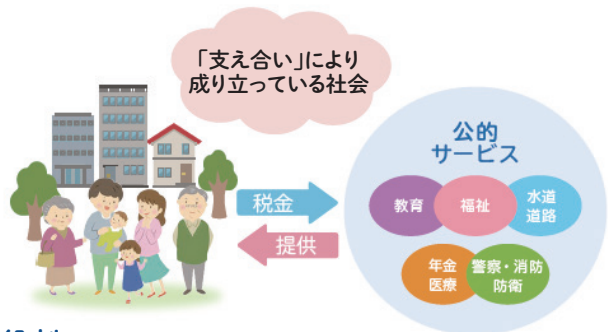 「支え合い」により
成り立っている社会
公的
サービス
税金
提供
教育
福祉
水道
道路
年金
医療
警察・消防
防衛